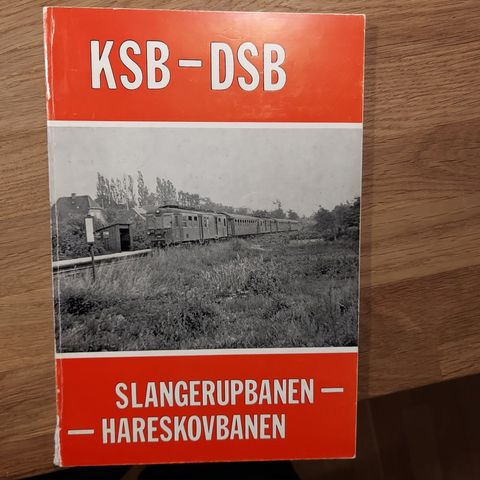 KSB – DSB
SLANGERUPBANEN –
– HARESKOVBANEN